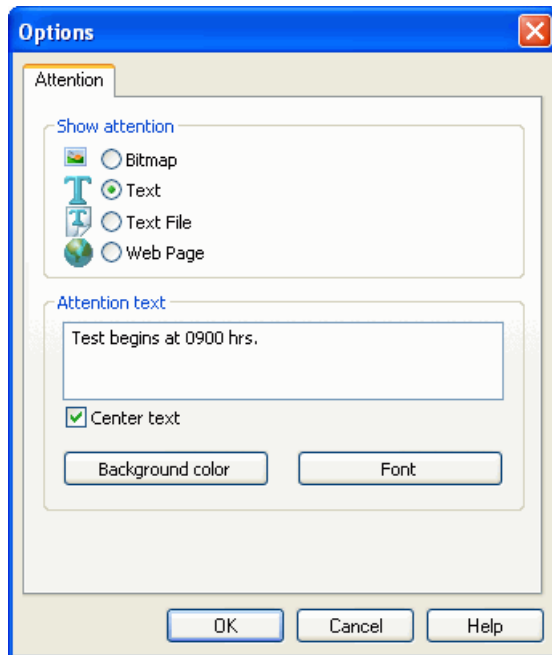 Options
Attention
Show attention
Bitmap
Text
Text File
Web Page
Attention text
Test begins at 0900 hrs.
Center text
Background color
Font
OK
Cancel
Help